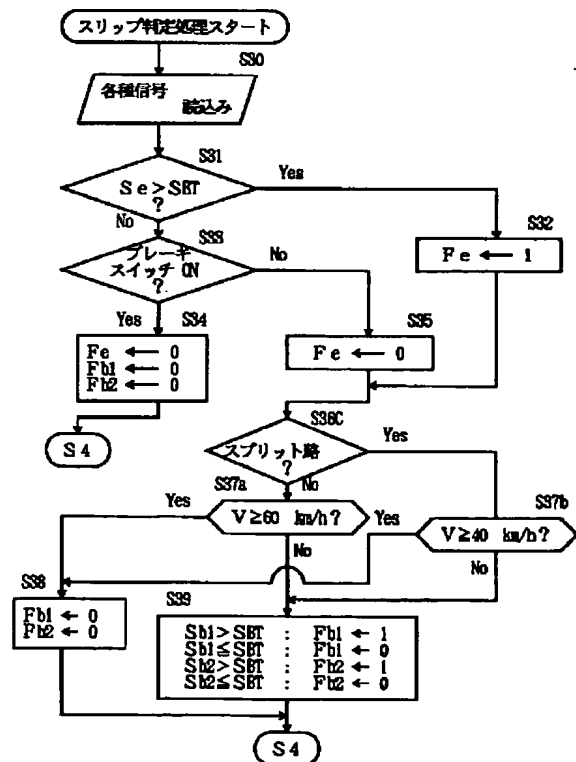 スリップ判定処理スタート
S30
各種信号
読込み
S31
Se>SET
?
Yes
No
S32
Fe ← 1
S33
ブレーキ
スイッチ ON
?
No
Yes
S34
Fe ← 0
Fb1 ← 0
Fb2 ← 0
S4
S35
Fe ← 0
S36C
スプリット路
?
Yes
No
S37a
V≧60 km/h?
Yes
No
S37b
V≧40 km/h?
Yes
No
S38
Fb1 ← 0
Fb2 ← 0
S39
Sb1>SBT : Fb1 ← 1
Sb1≦SBT : Fb1 ← 0
Sb2>SBT : Fb2 ← 1
Sb2≦SBT : Fb2 ← 0
S4